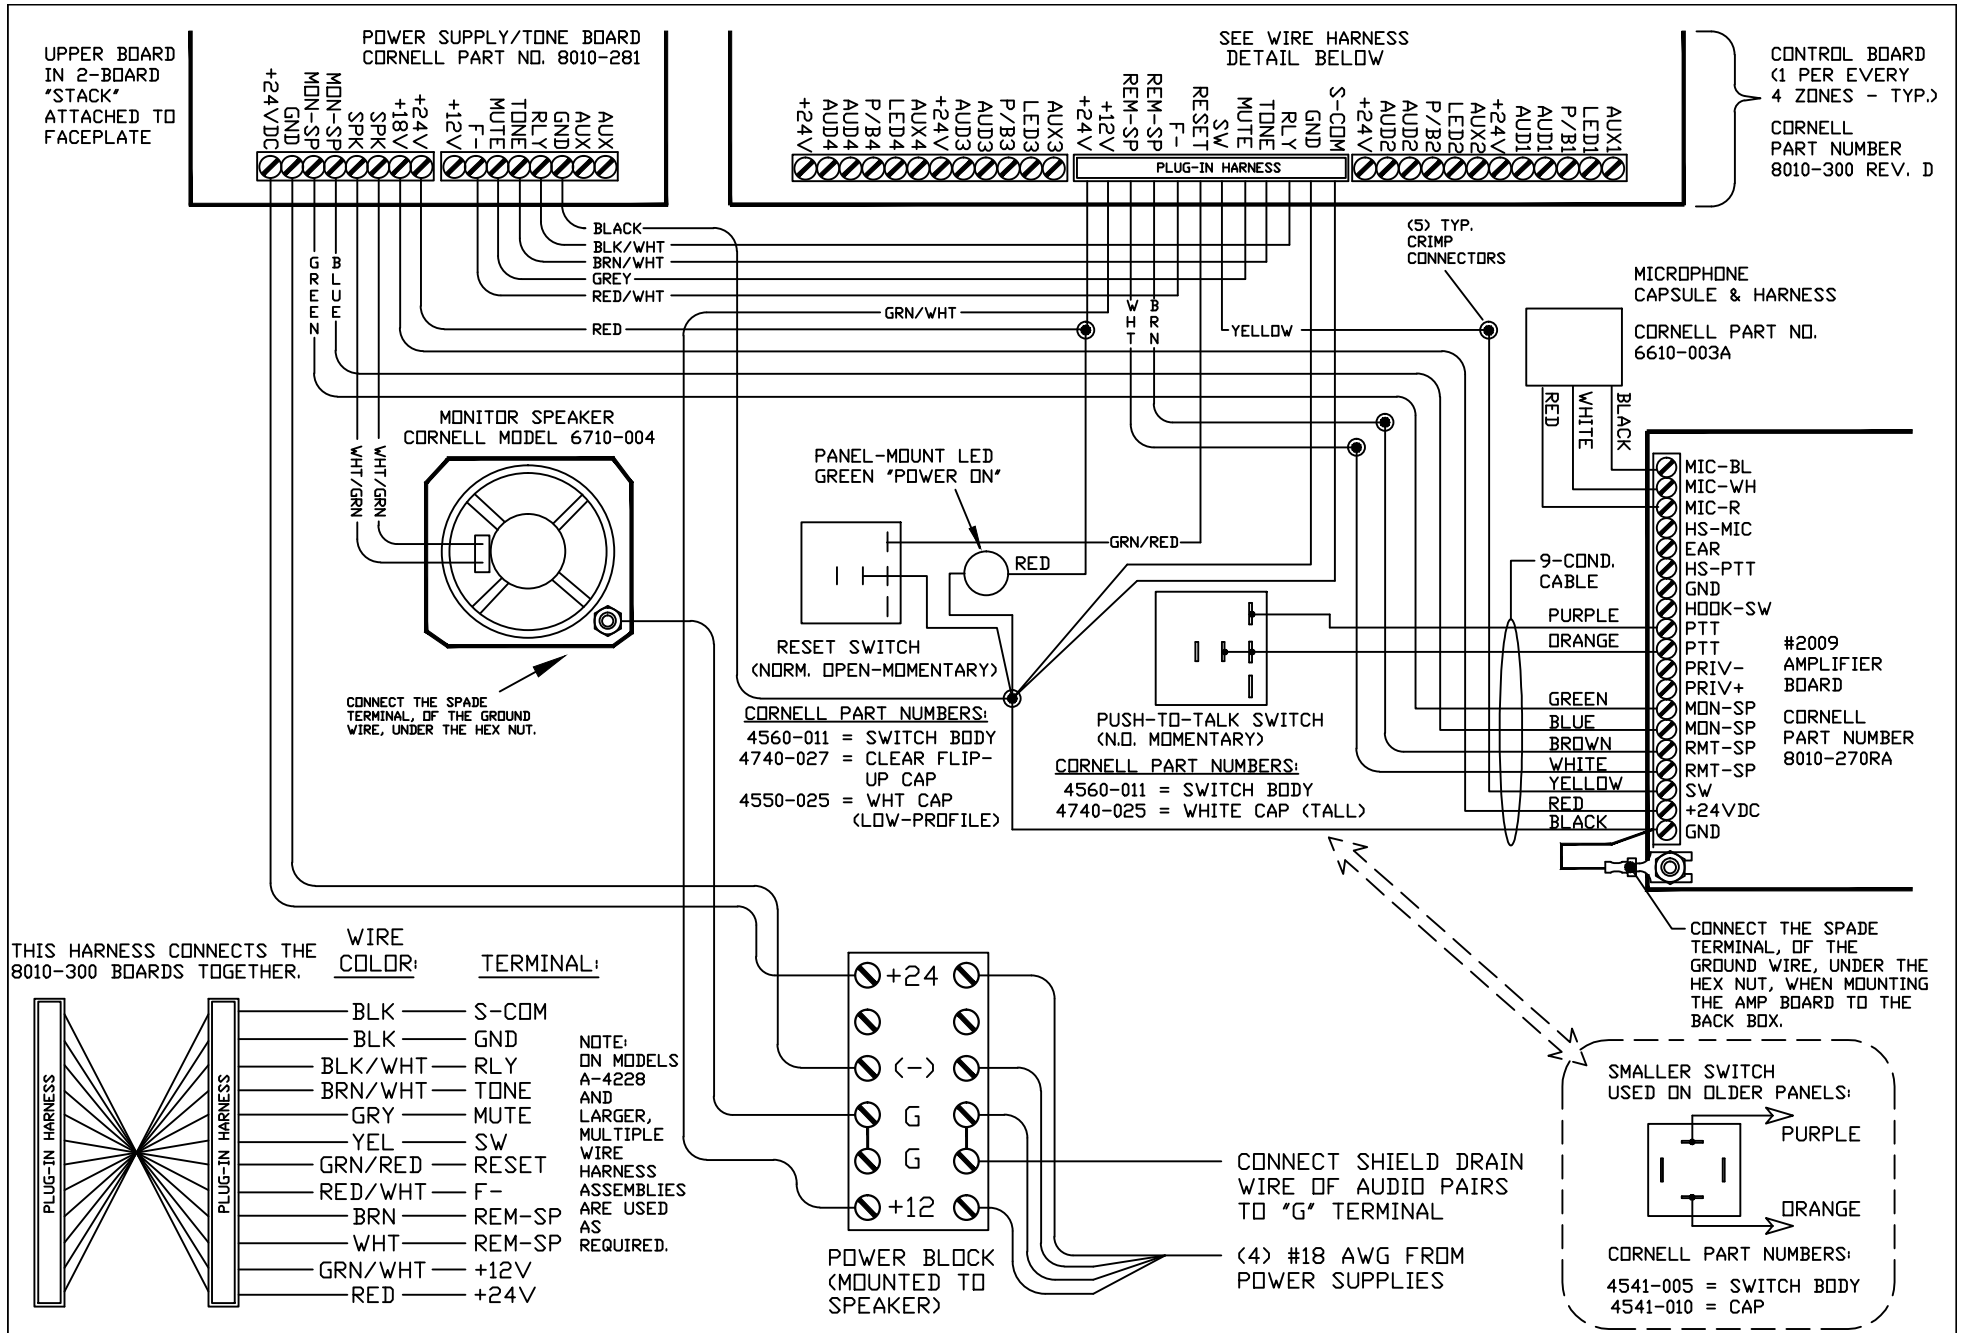 UPPER BOARD
IN 2-BOARD
"STACK"
ATTACHED TO
FACEPLATE
POWER SUPPLY/TONE BOARD
CORNELL PART NO. 8010-281
+24VDC
GND
MON-SP
MON-SP
SPK
SPK
+18V
+24V
+12V
F-
MUTE
TONE
RLY
GND
AUX
AUX
SEE WIRE HARNESS
DETAIL BELOW
+24V
AUD4
AUD4
P/B4
LED4
AUX4
+24V
AUD3
AUD3
P/B3
LED3
AUX3
+24V
+12V
REM-SP
REM-SP
F-
RESET
SW
MUTE
TONE
RLY
GND
S-COM
+24V
AUD2
AUD2
P/B2
LED2
AUX2
+24V
AUD1
AUD1
P/B1
LED1
AUX1
PLUG-IN HARNESS
CONTROL BOARD
(1 PER EVERY
4 ZONES - TYP.)
CORNELL
PART NUMBER
8010-300 REV. D
BLACK
BLK/WHT
BRN/WHT
GREY
RED/WHT
GRN/WHT
RED
GREEN
BLUE
WHT
BRN
YELLOW
(5) TYP.
CRIMP
CONNECTORS
MICROPHONE
CAPSULE & HARNESS
CORNELL PART NO.
6610-003A
RED
WHITE
BLACK
MONITOR SPEAKER
CORNELL MODEL 6710-004
WHT/GRN
WHT/GRN
CONNECT THE SPADE
TERMINAL, OF THE GROUND
WIRE, UNDER THE HEX NUT.
PANEL-MOUNT LED
GREEN "POWER ON"
GRN/RED
RED
RESET SWITCH
(NORM. OPEN-MOMENTARY)
CORNELL PART NUMBERS:
4560-011 = SWITCH BODY
4740-027 = CLEAR FLIP-
UP CAP
4550-025 = WHT CAP
(LOW-PROFILE)
PUSH-TO-TALK SWITCH
(N.O. MOMENTARY)
CORNELL PART NUMBERS:
4560-011 = SWITCH BODY
4740-025 = WHITE CAP (TALL)
9-COND.
CABLE
PURPLE
ORANGE
GREEN
BLUE
BROWN
WHITE
YELLOW
RED
BLACK
MIC-BL
MIC-WH
MIC-R
HS-MIC
EAR
HS-PTT
GND
HOOK-SW
PTT
PTT
PRIV-
PRIV+
MON-SP
MON-SP
RMT-SP
RMT-SP
SW
+24VDC
GND
#2009
AMPLIFIER
BOARD
CORNELL
PART NUMBER
8010-270RA
CONNECT THE SPADE
TERMINAL, OF THE
GROUND WIRE, UNDER THE
HEX NUT, WHEN MOUNTING
THE AMP BOARD TO THE
BACK BOX.
THIS HARNESS CONNECTS THE
8010-300 BOARDS TOGETHER.
WIRE
COLOR:
TERMINAL:
PLUG-IN HARNESS
PLUG-IN HARNESS
BLK S-COM
BLK GND
BLK/WHT RLY
BRN/WHT TONE
GRY MUTE
YEL SW
GRN/RED RESET
RED/WHT F-
BRN REM-SP
WHT REM-SP
GRN/WHT +12V
RED +24V
NOTE:
ON MODELS
A-4228
AND
LARGER,
MULTIPLE
WIRE
HARNESS
ASSEMBLIES
ARE USED
AS
REQUIRED.
+24
(-)
G
G
+12
POWER BLOCK
(MOUNTED TO
SPEAKER)
CONNECT SHIELD DRAIN
WIRE OF AUDIO PAIRS
TO "G" TERMINAL
(4) #18 AWG FROM
POWER SUPPLIES
SMALLER SWITCH
USED ON OLDER PANELS:
PURPLE
ORANGE
CORNELL PART NUMBERS:
4541-005 = SWITCH BODY
4541-010 = CAP